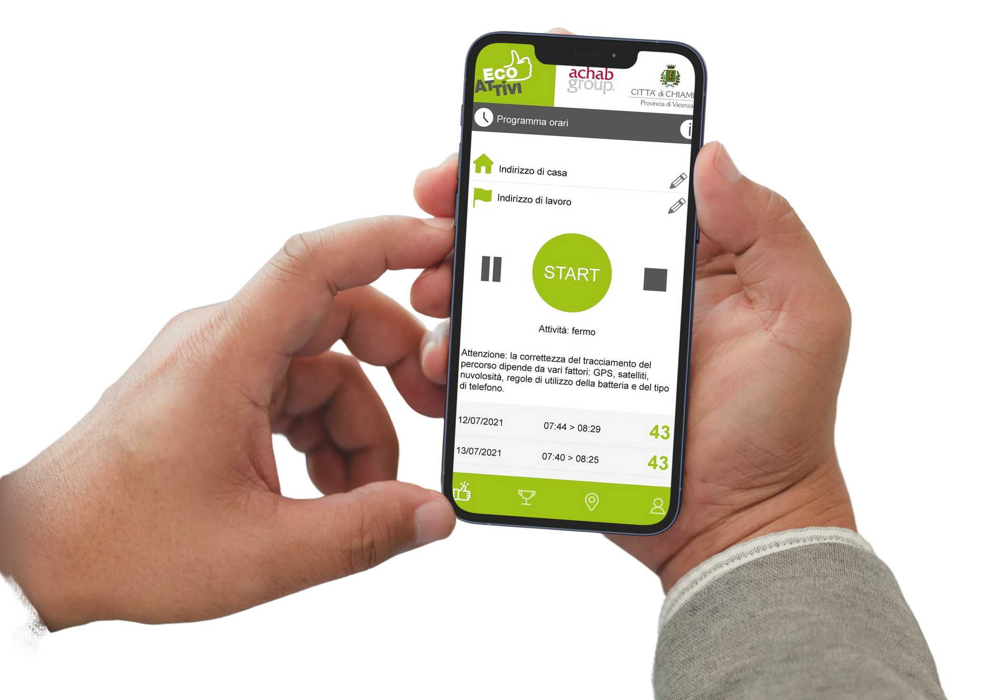 ECO
ATTIVI
achab
group.
CITTA' di CHIAMP
Provincia di Vicenza
Programma orari
i
Indirizzo di casa
Indirizzo di lavoro
START
Attività: fermo
Attenzione: la correttezza del tracciamento del
percorso dipende da vari fattori: GPS, satelliti,
nuvolosità, regole di utilizzo della batteria e del tipo
di telefono.
12/07/2021 07:44 > 08:29 43
13/07/2021 07:40 > 08:25 43